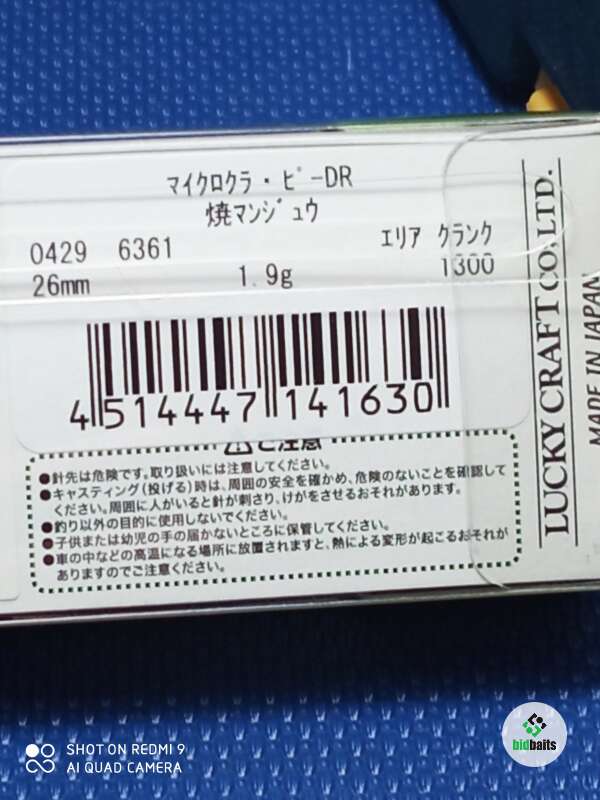 マイクロクラ・ピーDR
焼マンジュウ
0429 6361
エリア クランク
26mm 1.9g 1300
4514447141630
ご注意
●針先は危険です。取り扱いには注意してください。
●キャスティング(投げる)時は、周囲の安全を確かめ、危険のないことを確認して
ください。周囲に人がいると針が刺さり、けがをさせるおそれがあります。
●釣り以外の目的に使用しないでください。
●子供または幼児の手の届かないところに保管してください。
●車の中などの高温になる場所に放置されますと、熱による変形が起こるおそれが
ありますのでご注意ください。
LUCKY CRAFT CO., LTD.
MADE IN JAPAN
SHOT ON REDMI 9
AI QUAD CAMERA
bidbaits